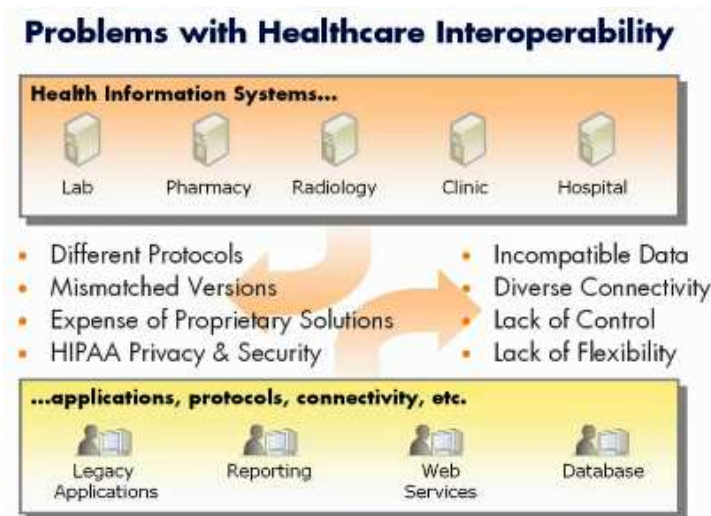 Problems with Healthcare Interoperability
Health Information Systems...
Lab
Pharmacy
Radiology
Clinic
Hospital
• Different Protocols
• Mismatched Versions
• Expense of Proprietary Solutions
• HIPAA Privacy & Security
• Incompatible Data
• Diverse Connectivity
• Lack of Control
• Lack of Flexibility
...applications, protocols, connectivity, etc.
Legacy
Applications
Reporting
Web
Services
Database